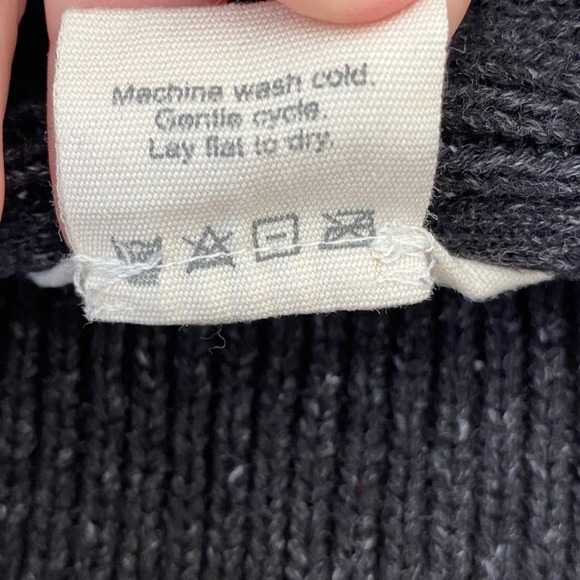 Machine wash cold.
Gentle cycle.
Lay flat to dry.